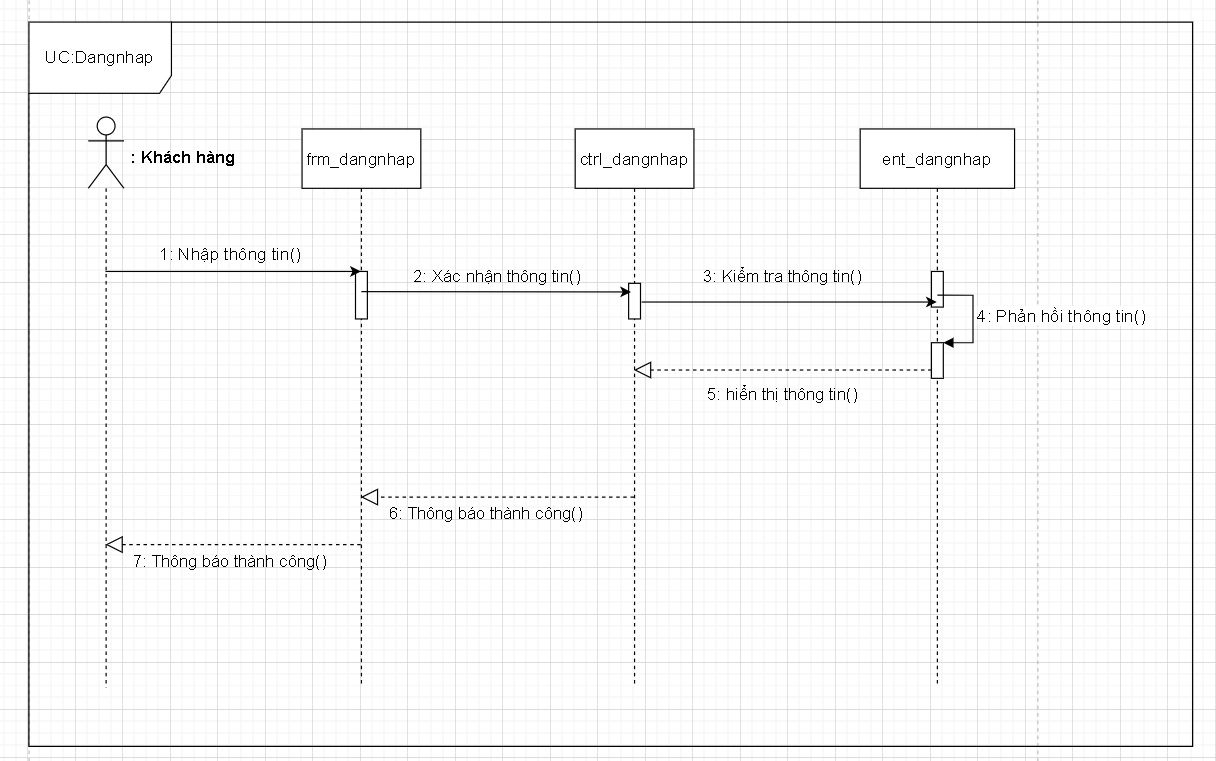 UC:Dangnhap
: Khách hàng
frm_dangnhap
ctrl_dangnhap
ent_dangnhap
1: Nhập thông tin()
2: Xác nhận thông tin()
3: Kiểm tra thông tin()
4: Phản hồi thông tin()
5: hiển thị thông tin()
6: Thông báo thành công()
7: Thông báo thành công()